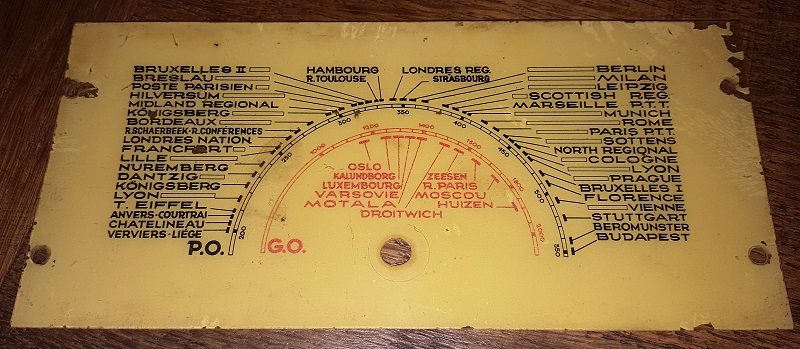 BRUXELLES II
BRESLAU
POSTE PARISIEN
HILVERSUM
MIDLAND REGIONAL
KÖNIGSBERG
BORDEAUX
R.SCHAERBEEK-R.CONFÉRENCES
LONDRES NATION.
FRANCFORT
LILLE
NUREMBERG
DANTZIG
KÖNIGSBERG
LYON
T. EIFFEL
ANVERS-COURTRAI
CHATELINEAU
VERVIERS-LIÉGE
HAMBOURG
R. TOULOUSE
LONDRES REG.
STRASBOURG
BERLIN
MILAN
LEIPZIG
SCOTTISH REG.
MARSEILLE P.T.T.
MUNICH
ROME
PARIS P.T.T.
SOTTENS
NORTH REGIONAL
COLOGNE
LYON
PRAGUE
BRUXELLES I
FLORENCE
VIENNE
STUTTGART
BEROMUNSTER
BUDAPEST
P.O.
200
250
300
350
400
450
500
550
G.O.
1000
1200
1400
1500
1800
2000
OSLO
KALUNDBORG
LUXEMBOURG
VARSOVIE
MOTALA
DROITWICH
ZEESEN
R. PARIS
MOSCOU
HUIZEN